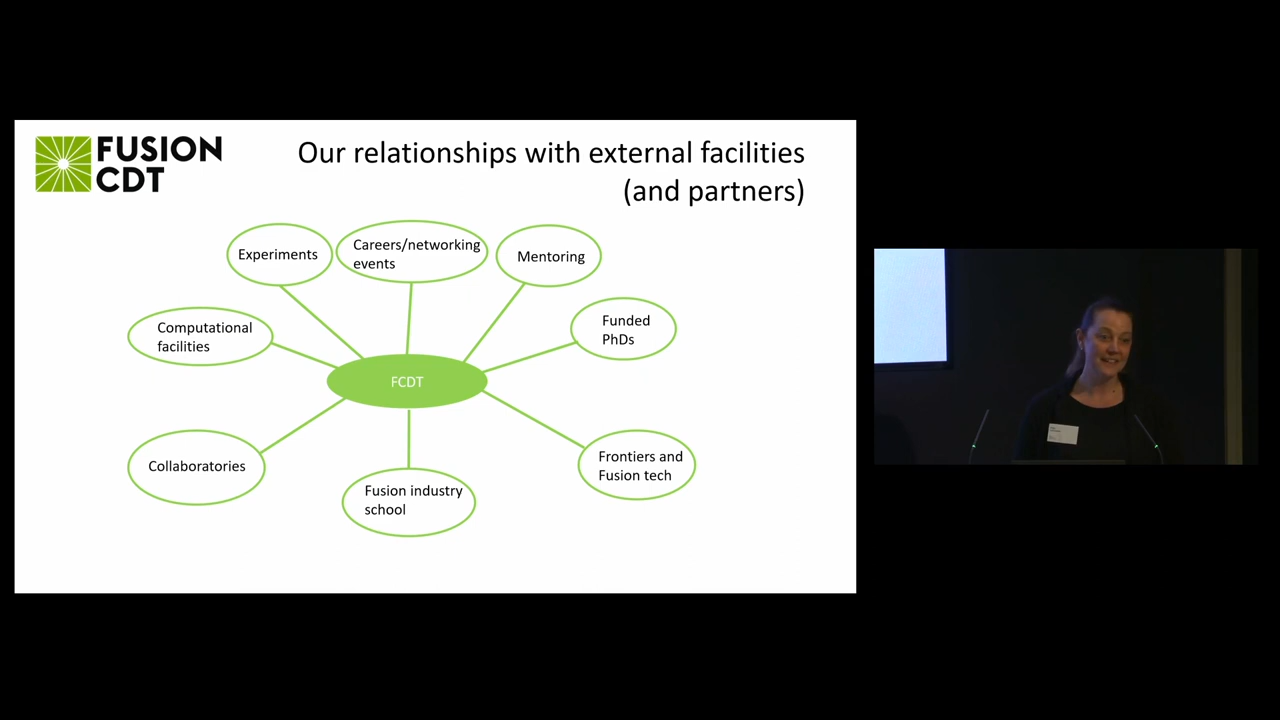 FUSION
CDT
Our relationships with external facilities
(and partners)
Experiments
Careers/networking
events
Mentoring
Computational
facilities
Funded
PhDs
FCDT
Collaboratories
Fusion industry
school
Frontiers and
Fusion tech